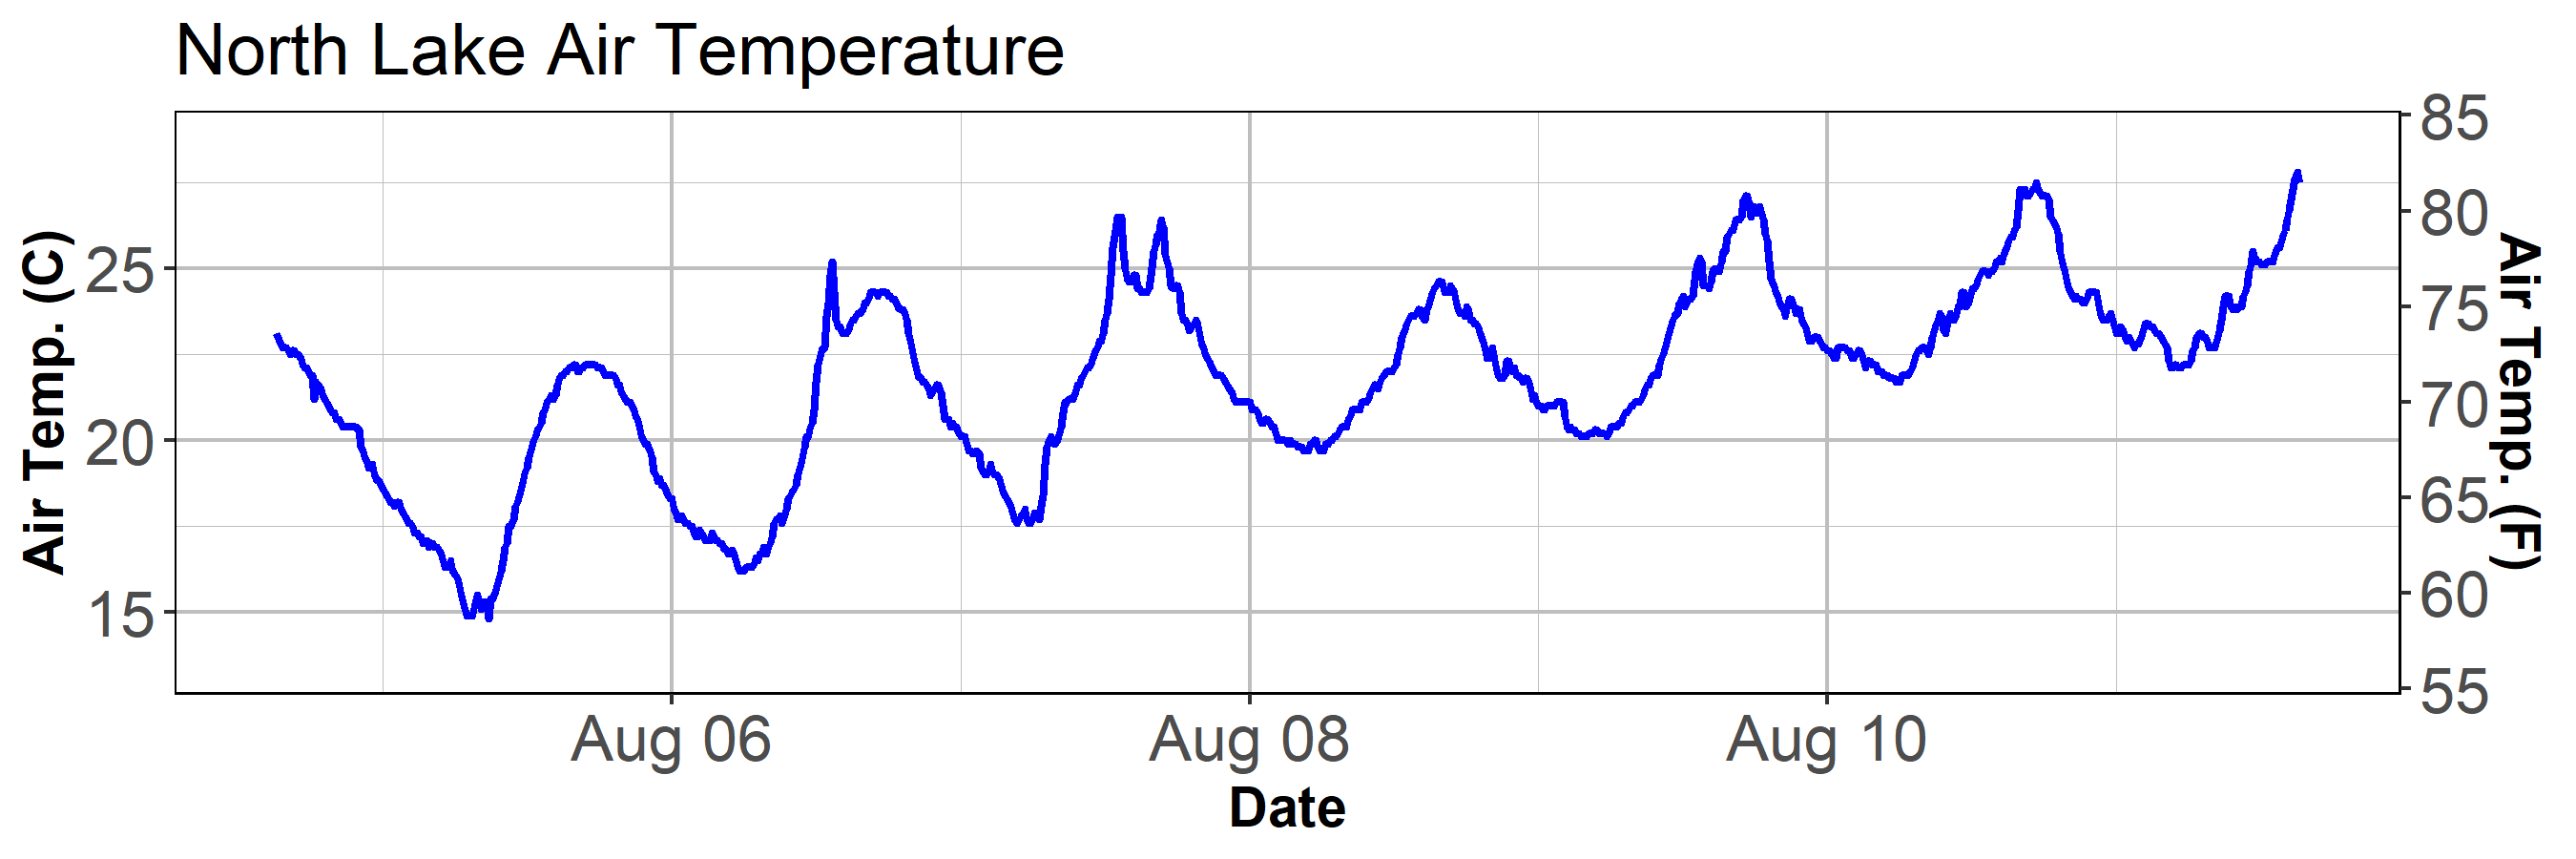 North Lake Air Temperature
Air Temp. (C)
25
20
15
85
80
75
70
65
60
55
Air Temp. (F)
Aug 06 Aug 08 Aug 10
Date